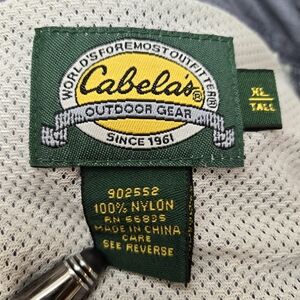 WORLD'S FOREMOST OUTFITTER®
Cabela's®
OUTDOOR GEAR
SINCE 1961
XL
TALL
902552
100% NYLON
RN 56835
MADE IN CHINA
CARE
SEE REVERSE